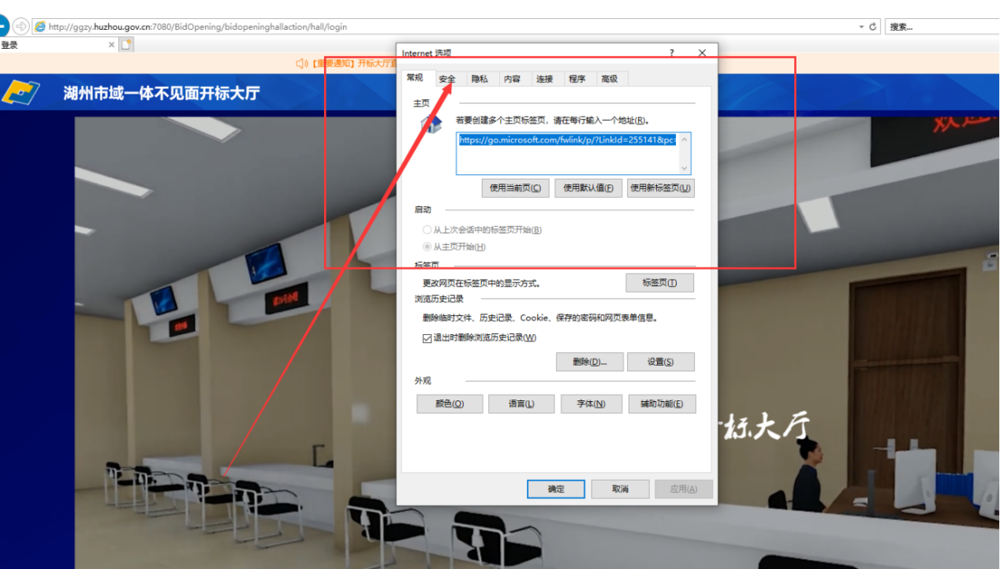 http://ggzy.huzhou.gov.cn:7080/BidOpening/bidopeninghallaction/hall/login
搜索...
登录
【重要通知】开标大厅
湖州市域一体不见面开标大厅
Internet 选项
常规 安全 隐私 内容 连接 程序 高级
主页
若要创建多个主页标签页，请在每行输入一个地址(R)。
https://go.microsoft.com/fwlink/p/?LinkId=255141&pc=
使用当前页(C) 使用默认值(F) 使用新标签页(U)
启动
从上次会话中的标签页开始(B)
从主页开始(H)
标签页
更改网页在标签页中的显示方式。
标签页(T)
浏览历史记录
删除临时文件、历史记录、Cookie、保存的密码和网页表单信息。
退出时删除浏览历史记录(W)
删除(D)... 设置(S)
外观
颜色(O) 语言(L) 字体(N) 辅助功能(E)
标大厅
确定 取消 应用(A)